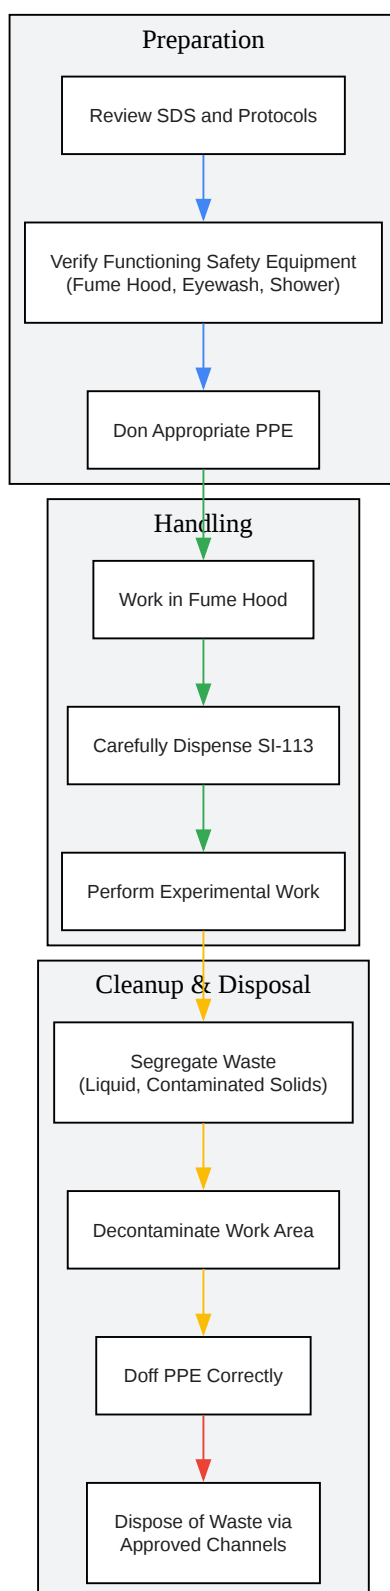 Preparation
Review SDS and Protocols
Verify Functioning Safety Equipment
(Fume Hood, Eyewash, Shower)
Don Appropriate PPE
Handling
Work in Fume Hood
Carefully Dispense SI-113
Perform Experimental Work
Cleanup & Disposal
Segregate Waste
(Liquid, Contaminated Solids)
Decontaminate Work Area
Doff PPE Correctly
Dispose of Waste via
Approved Channels